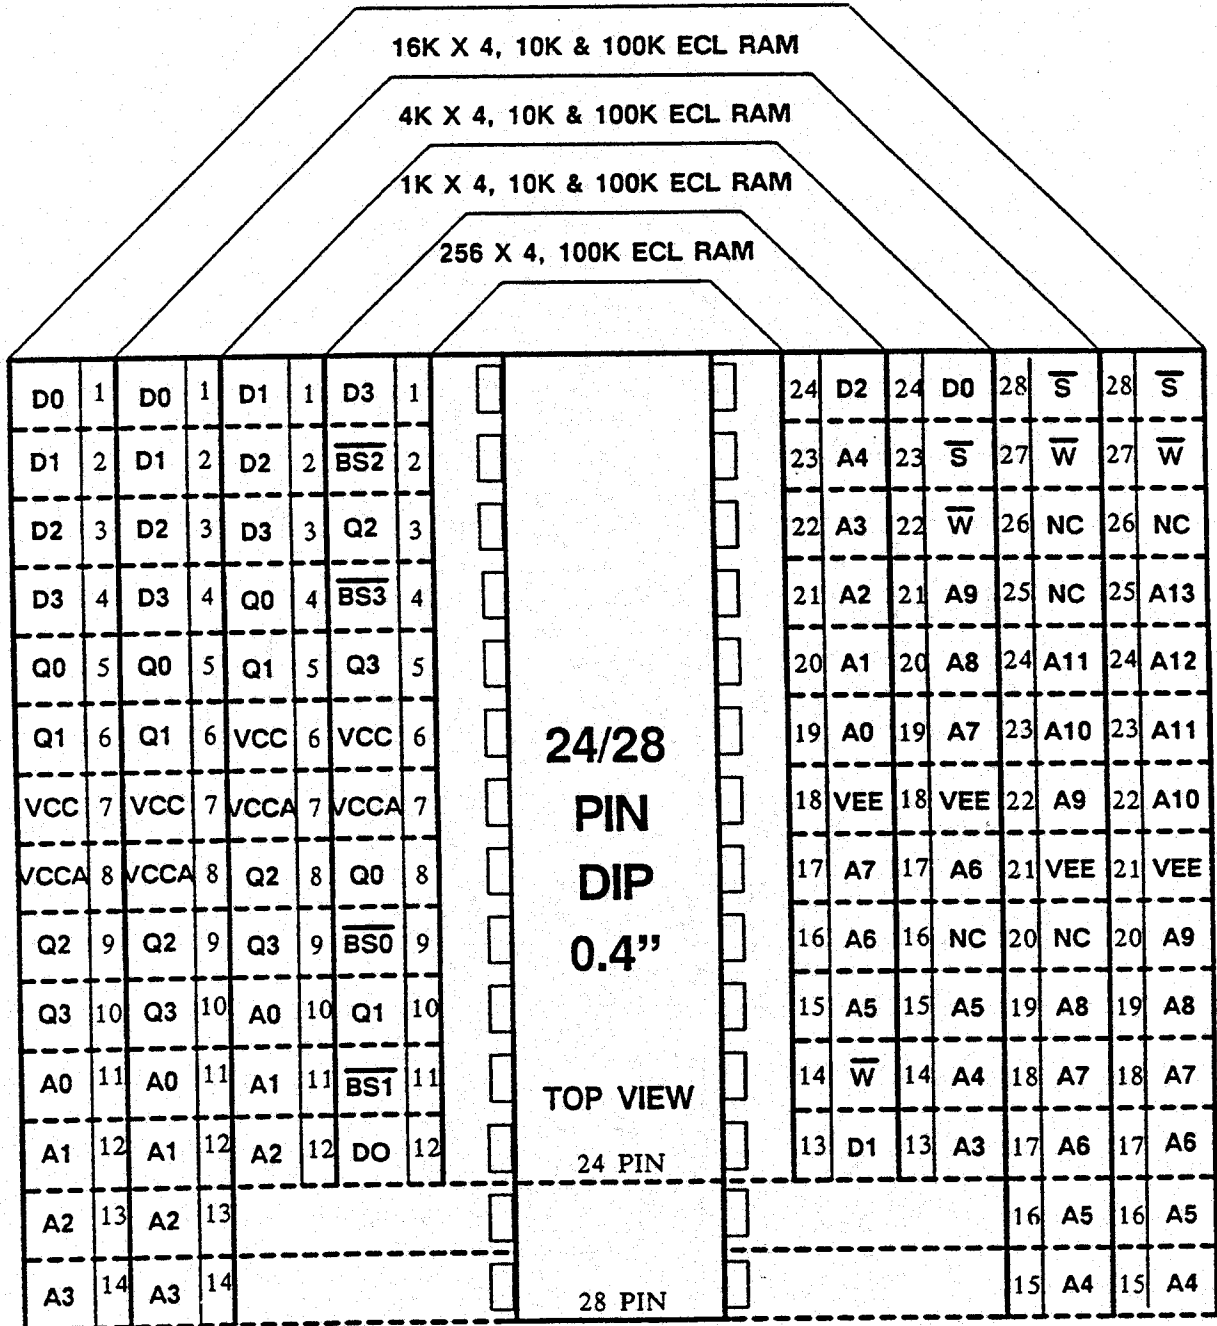 16K X 4, 10K & 100K ECL RAM
4K X 4, 10K & 100K ECL RAM
1K X 4, 10K & 100K ECL RAM
256 X 4, 100K ECL RAM
D0 1 D0 1 D1 1 D3 1 24 D2 24 D0 28 S̅ 28 S̅
D1 2 D1 2 D2 2 B̅S̅2̅ 2 23 A4 23 S̅ 27 W̅ 27 W̅
D2 3 D2 3 D3 3 Q2 3 22 A3 22 W̅ 26 NC 26 NC
D3 4 D3 4 Q0 4 B̅S̅3̅ 4 21 A2 21 A9 25 NC 25 A13
Q0 5 Q0 5 Q1 5 Q3 5 20 A1 20 A8 24 A11 24 A12
Q1 6 Q1 6 VCC 6 VCC 6 24/28 19 A0 19 A7 23 A10 23 A11
VCC 7 VCC 7 VCCA 7 VCCA 7 PIN 18 VEE 18 VEE 22 A9 22 A10
VCCA 8 VCCA 8 Q2 8 Q0 8 DIP 17 A7 17 A6 21 VEE 21 VEE
Q2 9 Q2 9 Q3 9 B̅S̅0̅ 9 0.4” 16 A6 16 NC 20 NC 20 A9
Q3 10 Q3 10 A0 10 Q1 10 15 A5 15 A5 19 A8 19 A8
A0 11 A0 11 A1 11 B̅S̅1̅ 11 TOP VIEW 14 W̅ 14 A4 18 A7 18 A7
A1 12 A1 12 A2 12 DO 12 24 PIN 13 D1 13 A3 17 A6 17 A6
A2 13 A2 13 16 A5 16 A5
A3 14 A3 14 28 PIN 15 A4 15 A4